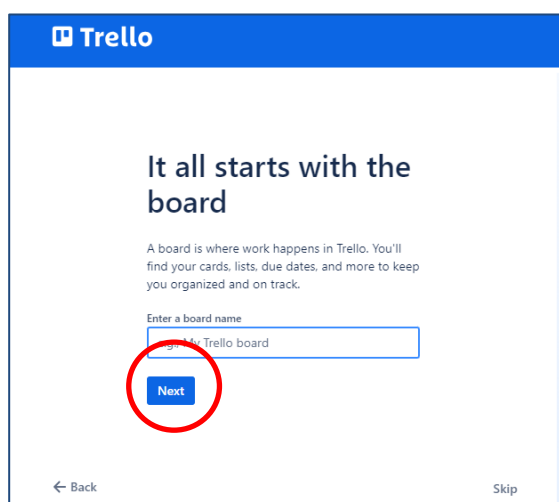 Trello
It all starts with the
board
A board is where work happens in Trello. You'll
find your cards, lists, due dates, and more to keep
you organized and on track.
Enter a board name
My Trello board
Next
← Back
Skip